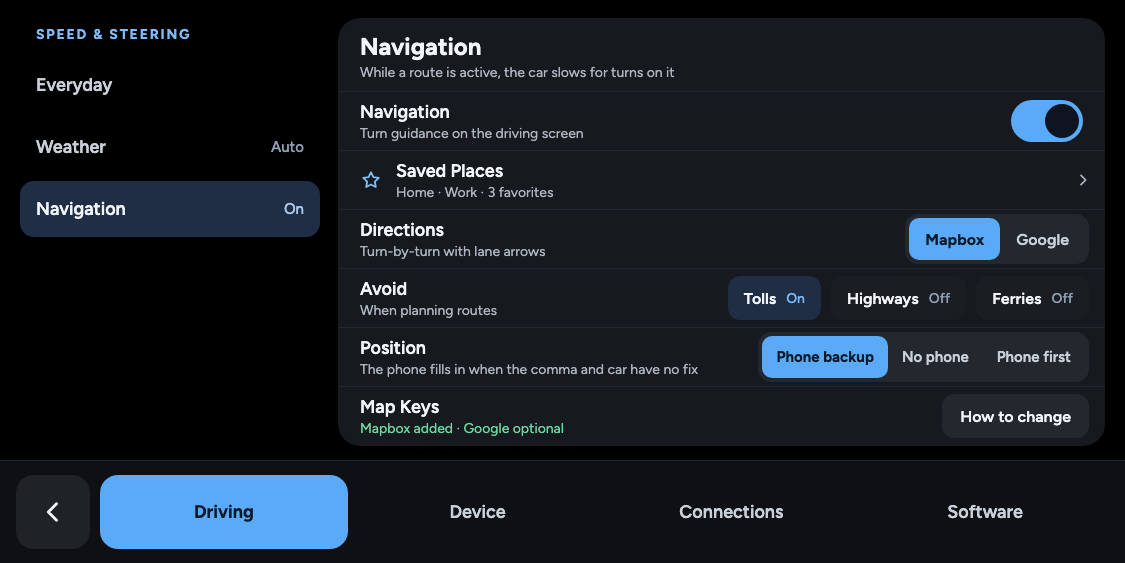 SPEED & STEERING
Everyday
Weather Auto
Navigation On
Navigation
While a route is active, the car slows for turns on it
Navigation
Turn guidance on the driving screen
Saved Places
Home · Work · 3 favorites
Directions
Turn-by-turn with lane arrows
Mapbox Google
Avoid
When planning routes
Tolls On Highways Off Ferries Off
Position
The phone fills in when the comma and car have no fix
Phone backup No phone Phone first
Map Keys
Mapbox added · Google optional
How to change
Driving Device Connections Software